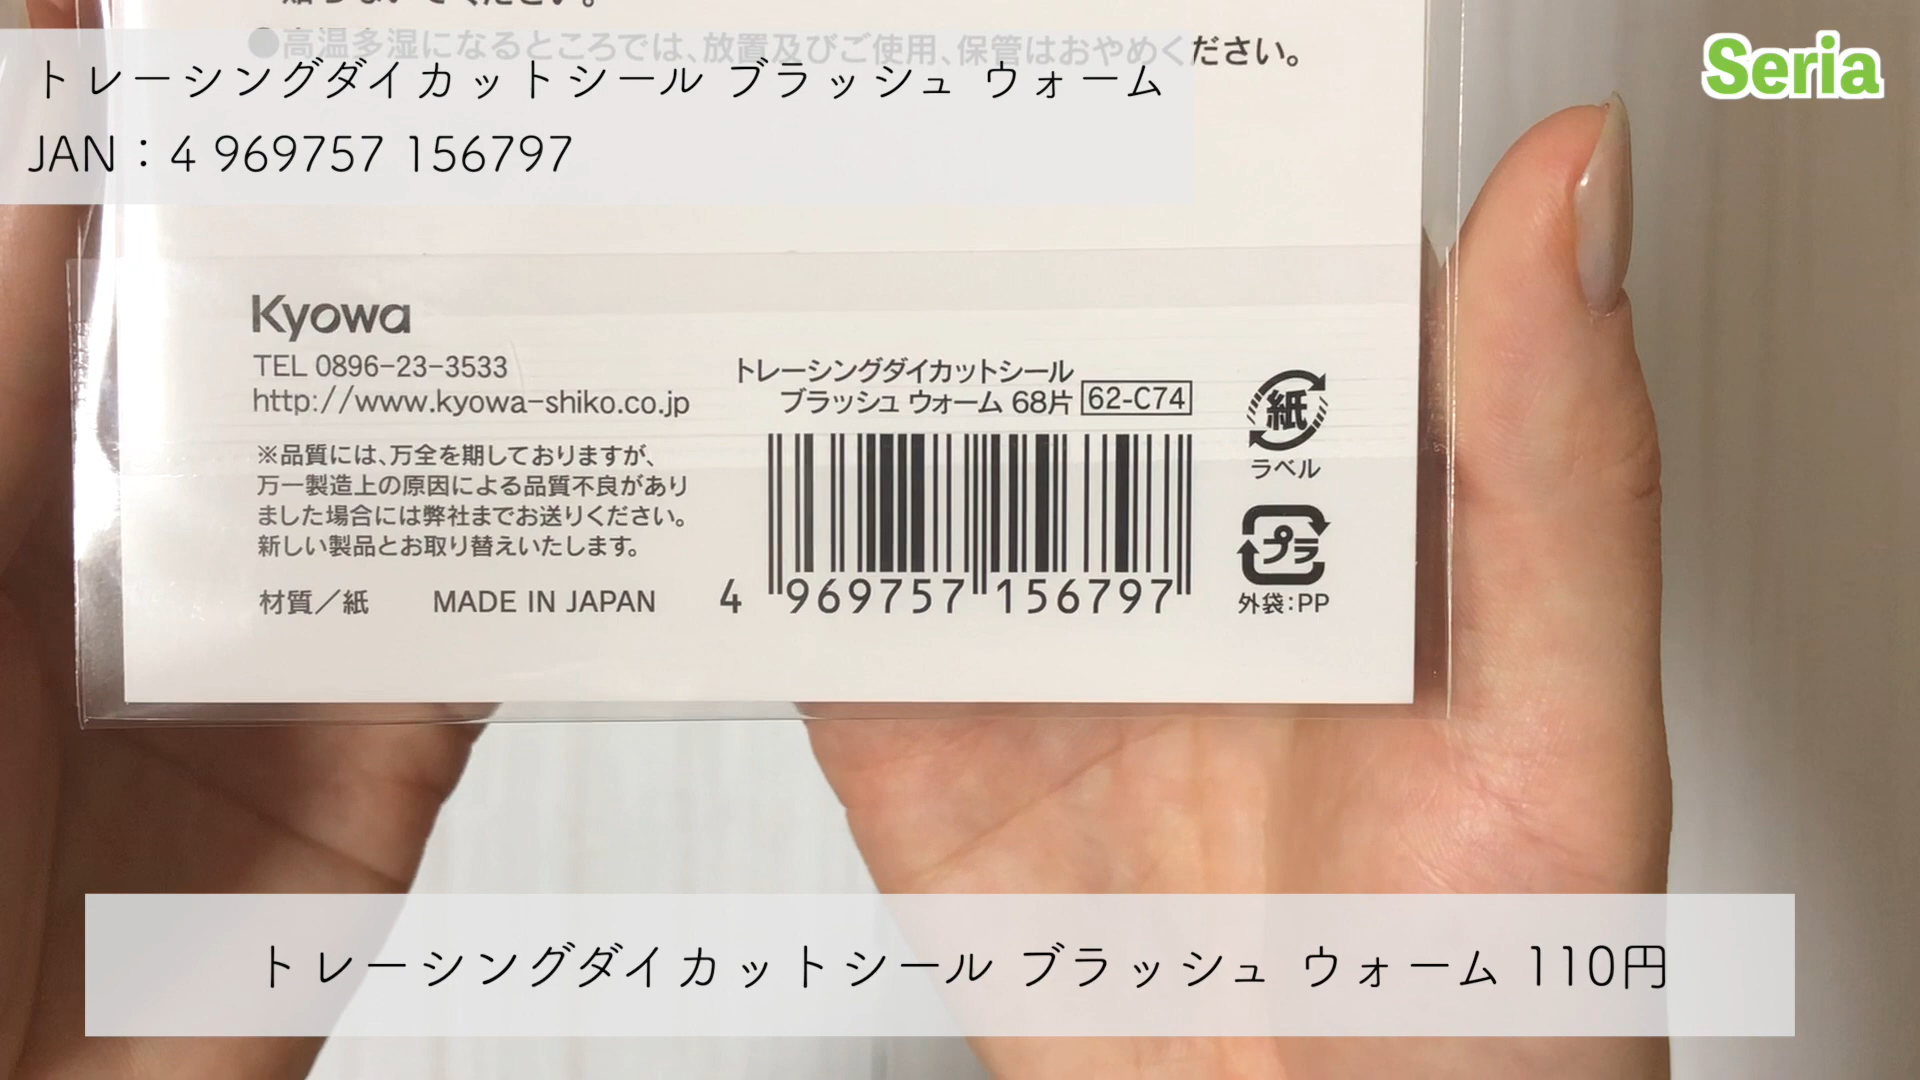 貼らないでください。
●高温多湿になるところでは、放置及びご使用、保管はおやめください。
Seria
トレーシングダイカットシール ブラッシュ ウォーム
JAN：4 969757 156797
Kyowa
TEL 0896-23-3533
http://www.kyowa-shiko.co.jp
※品質には、万全を期しておりますが、
万一製造上の原因による品質不良があり
ました場合には弊社までお送りください。
新しい製品とお取り替えいたします。
材質／紙 MADE IN JAPAN
トレーシングダイカットシール
ブラッシュ ウォーム 68片 62-C74
4 969757 156797
紙
ラベル
プラ
外袋:PP
トレーシングダイカットシール ブラッシュ ウォーム 110円